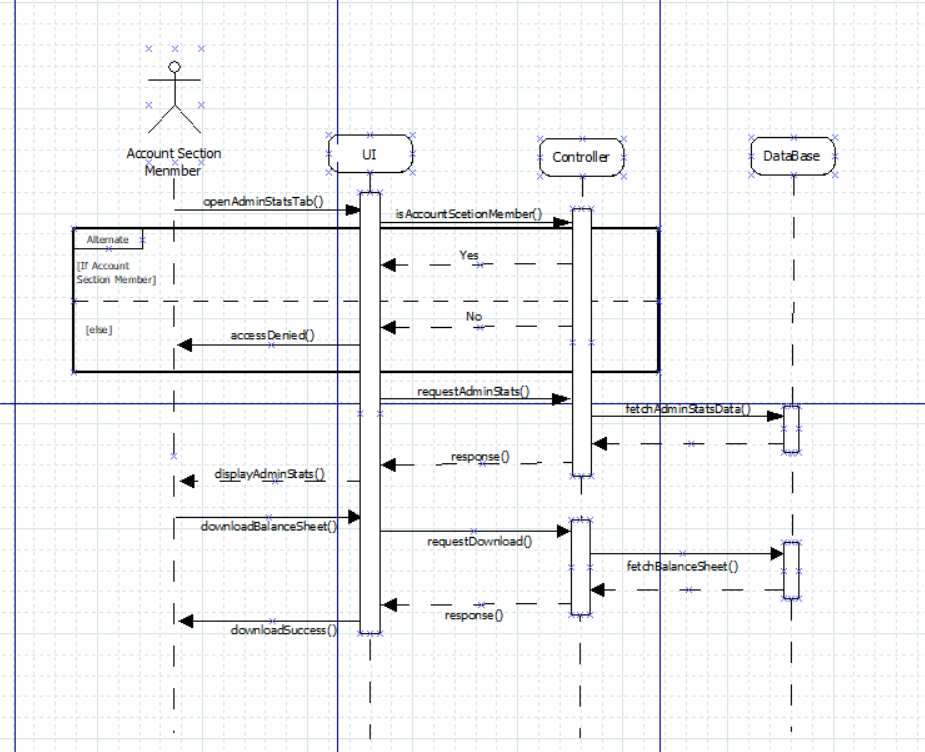 Account Section
Menmber
UI
Controller
DataBase
openAdminStatsTab()
isAccountScetionMember()
Alternate
[If Account
Section Member]
Yes
No
[else]
accessDenied()
requestAdminStats()
fetchAdminStatsData()
response()
displayAdminStats()
downloadBalanceSheet()
requestDownload()
fetchBalanceSheet()
response()
downloadSuccess()